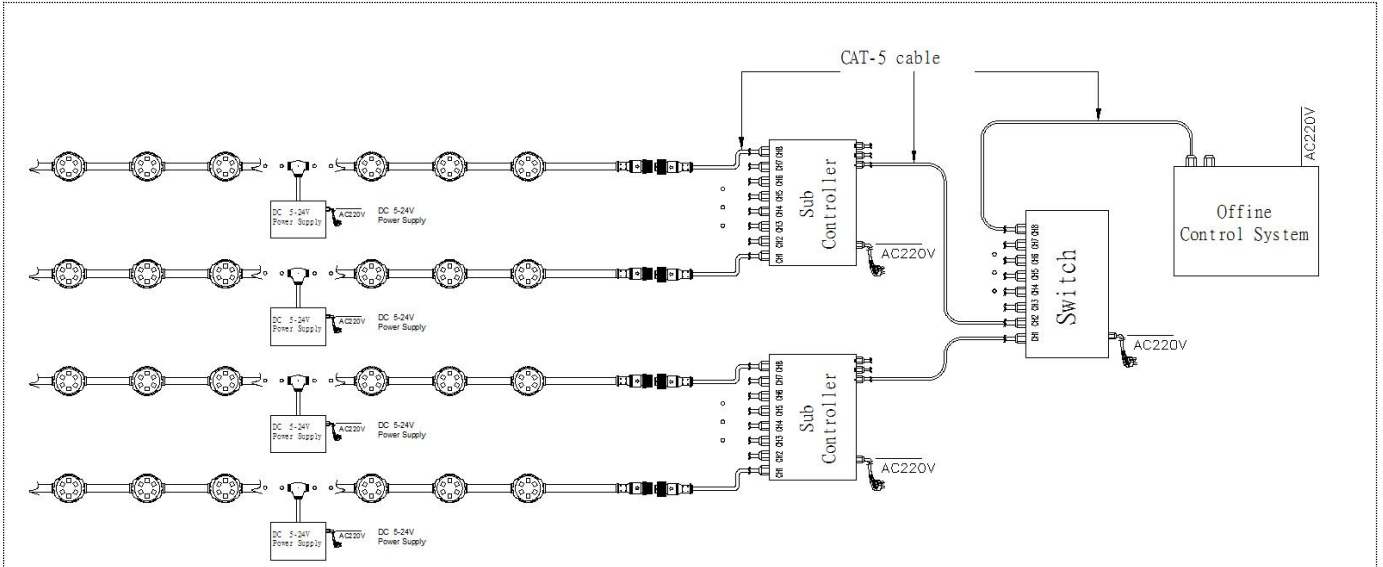 CAT-5 cable
AC220V
Offine
Control System
CH8
CH7
CH6
CH5
CH4
CH3
CH2
CH1
Sub
Controller
AC220V
CH8
CH7
CH6
CH5
CH4
CH3
CH2
CH1
Switch
AC220V
DC 5-24V
Power Supply
AC220V
DC 5-24V
Power Supply
DC 5-24V
Power Supply
AC220V
DC 5-24V
Power Supply
CH8
CH7
CH6
CH5
CH4
CH3
CH2
CH1
Sub
Controller
AC220V
DC 5-24V
Power Supply
AC220V
DC 5-24V
Power Supply
DC 5-24V
Power Supply
AC220V
DC 5-24V
Power Supply